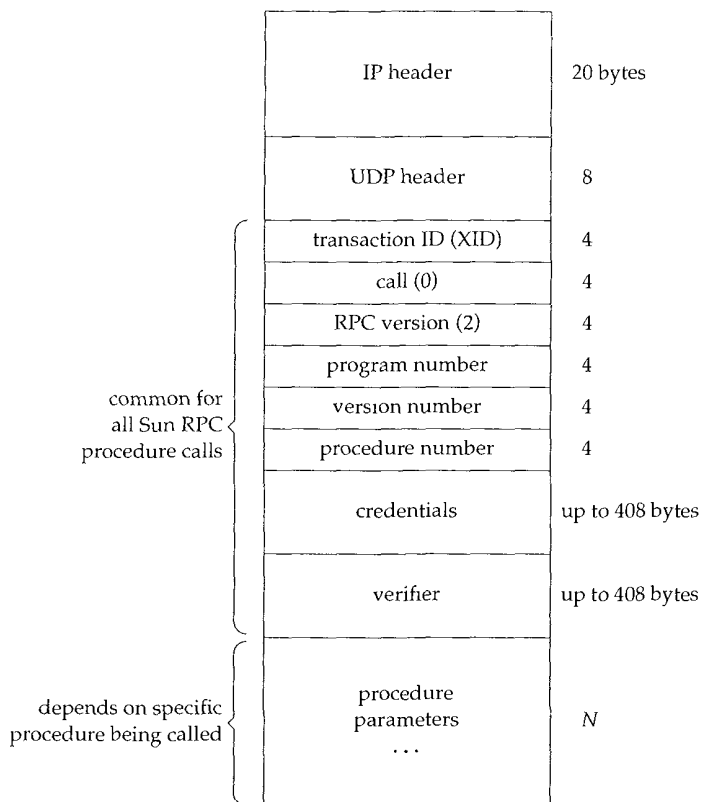 IP header 20 bytes
UDP header 8
transaction ID (XID) 4
call (0) 4
RPC version (2) 4
program number 4
common for
all Sun RPC
procedure calls
version number 4
procedure number 4
credentials up to 408 bytes
verifier up to 408 bytes
depends on specific
procedure being called
procedure
parameters
...
N